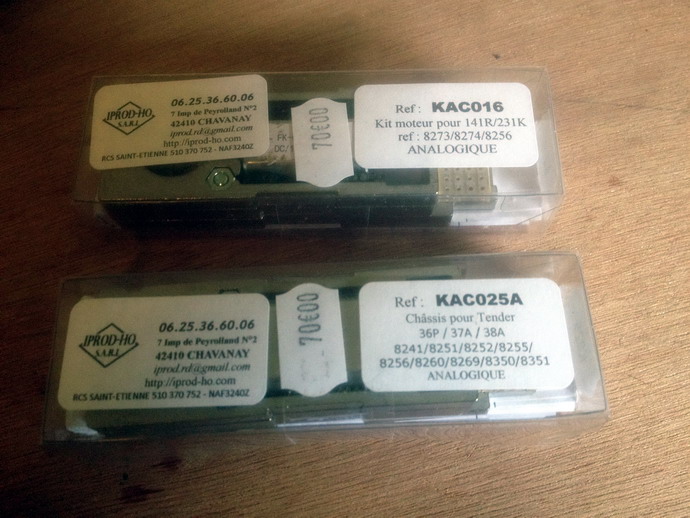 IPROD-HO
S.A.R.L
06.25.36.60.06
7 Imp de Peyrolland N°2
42410 CHAVANAY
iprod.rd@gmail.com
http://iprod-ho.com
RCS SAINT-ETIENNE 510 370 752 - NAF3240Z
70€00
Ref : KAC016
Kit moteur pour 141R/231K
ref : 8273/8274/8256
ANALOGIQUE
IPROD-HO
S.A.R.L
06.25.36.60.06
7 Imp de Peyrolland N°2
42410 CHAVANAY
iprod.rd@gmail.com
http://iprod-ho.com
RCS SAINT-ETIENNE 510 370 752 - NAF3240Z
70€00
Ref : KAC025A
Châssis pour Tender
36P / 37A / 38A
8241/8251/8252/8255/
8256/8260/8269/8350/8351
ANALOGIQUE